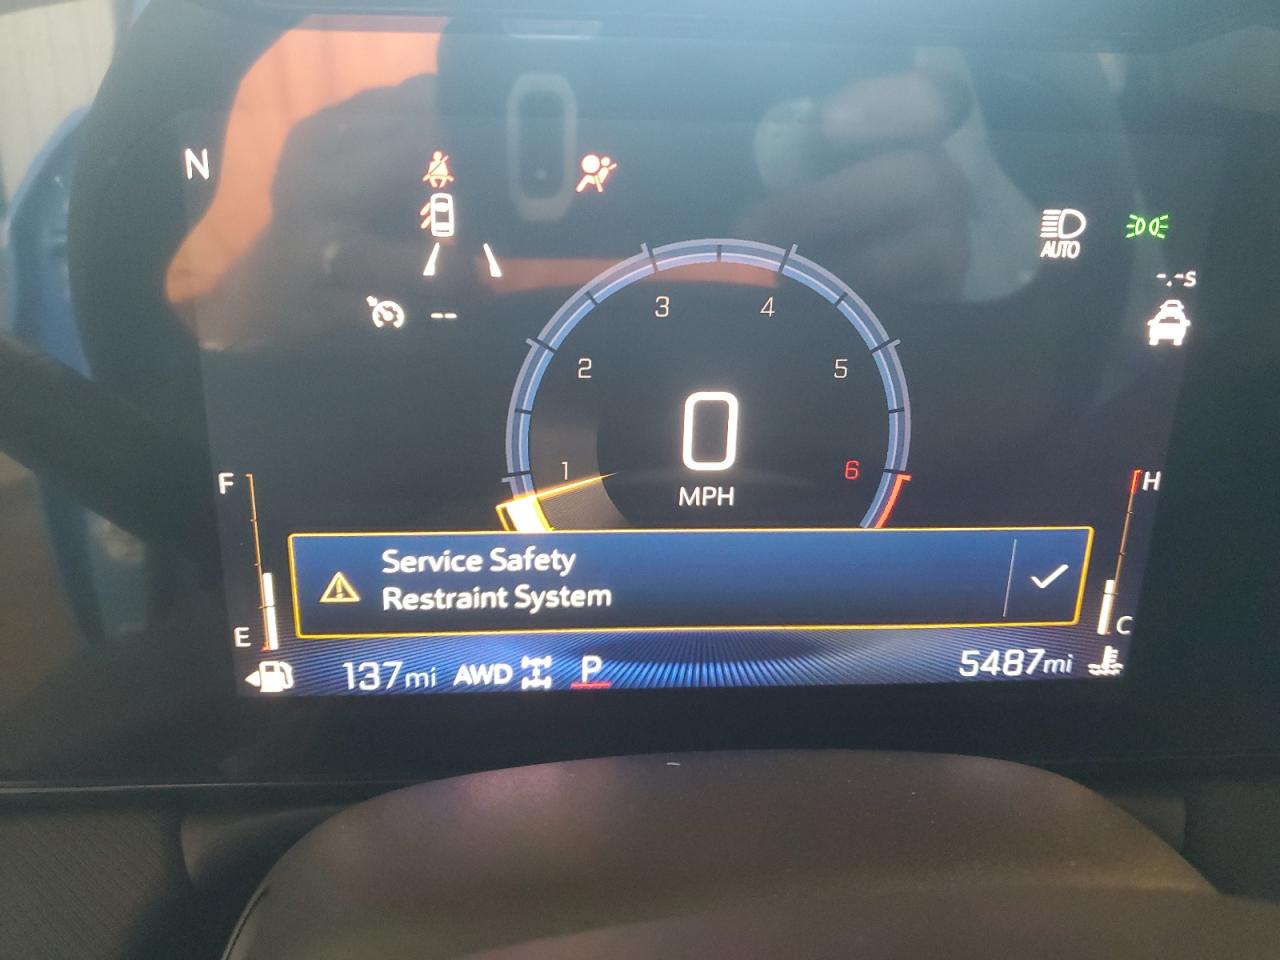 N
AUTO
-.-s
--
3
4
2
5
0
1
6
F
H
MPH
Service Safety
Restraint System
E
C
137mi AWD P
5487mi